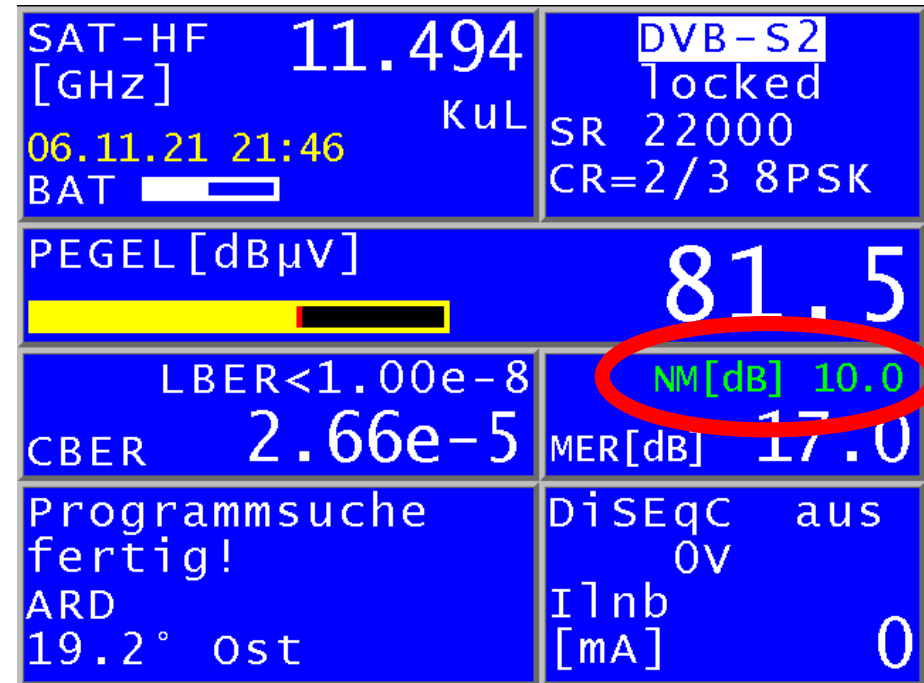 SAT-HF 11.494
[GHz]
KuL
06.11.21 21:46
BAT
DVB-S2
locked
SR 22000
CR=2/3 8PSK
PEGEL[dBµV]
81.5
LBER<1.00e-8
CBER 2.66e-5
NM[dB] 10.0
MER[dB] 17.0
Programmsuche
fertig!
ARD
19.2° Ost
DiSEqC aus
0V
Ilnb
[mA] 0